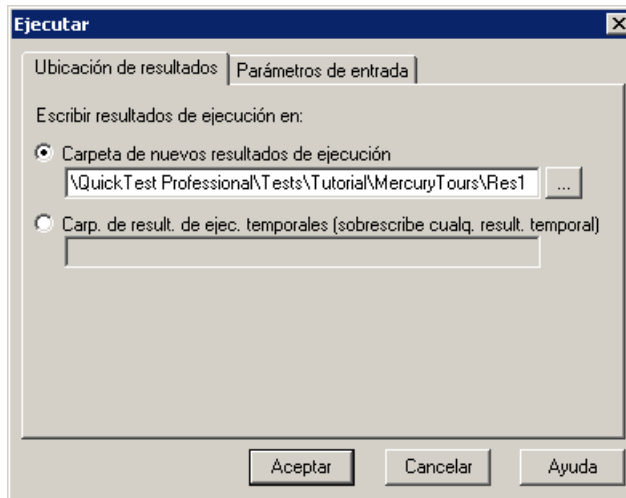 Ejecutar
Ubicación de resultados
Parámetros de entrada
Escribir resultados de ejecución en:
Carpeta de nuevos resultados de ejecución
\QuickTest Professional\Tests\Tutorial\MercuryTours\Res1
...
Carp. de result. de ejec. temporales (sobrescribe cualq. result. temporal)
Aceptar
Cancelar
Ayuda